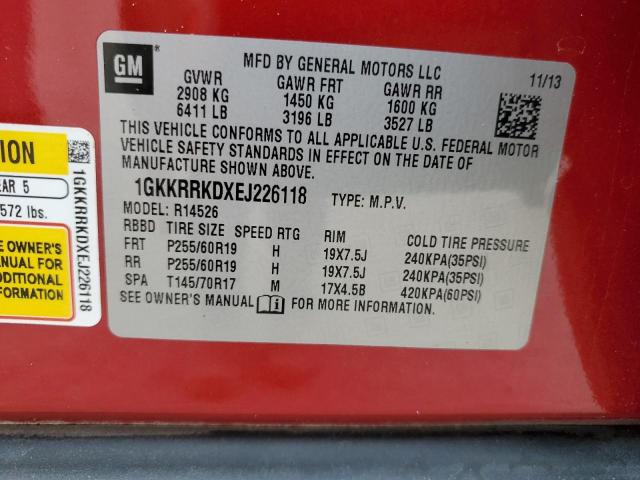 GM
MFD BY GENERAL MOTORS LLC
11/13
GVWR GAWR FRT GAWR RR
2908 KG 1450 KG 1600 KG
6411 LB 3196 LB 3527 LB
THIS VEHICLE CONFORMS TO ALL APPLICABLE U.S. FEDERAL MOTOR
VEHICLE SAFETY STANDARDS IN EFFECT ON THE DATE OF
MANUFACTURE SHOWN ABOVE.
1GKKRRKDXEJ226118 TYPE: M.P.V.
MODEL: R14526
RBBD TIRE SIZE SPEED RTG RIM COLD TIRE PRESSURE
FRT P255/60R19 H 19X7.5J 240KPA(35PSI)
RR P255/60R19 H 19X7.5J 240KPA(35PSI)
SPA T145/70R17 M 17X4.5B 420KPA(60PSI)
SEE OWNER'S MANUAL FOR MORE INFORMATION.
ION
EAR 5
572 lbs.
E OWNER'S
NUAL FOR
DDITIONAL
FORMATION
1GKKRRKDXEJ226118